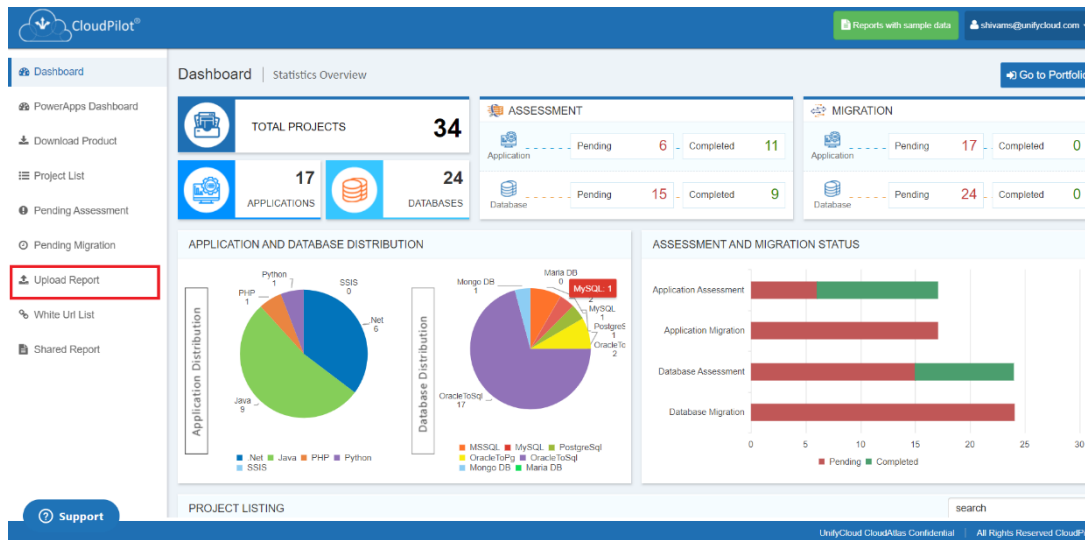 CloudPilot®
Reports with sample data
shivams@unifycloud.com
Dashboard
PowerApps Dashboard
Download Product
Project List
Pending Assessment
Pending Migration
Upload Report
White Url List
Shared Report
Support
Dashboard | Statistics Overview
Go to Portfolio
TOTAL PROJECTS 34
17
APPLICATIONS
24
DATABASES
ASSESSMENT
Application Pending 6 Completed 11
Database Pending 15 Completed 9
MIGRATION
Application Pending 17 Completed 0
Database Pending 24 Completed 0
APPLICATION AND DATABASE DISTRIBUTION
Application Distribution
Python
1
SSIS
0
PHP
1
Net
6
Java
9
Net Java PHP Python
SSIS
Database Distribution
Mongo DB
1
Maria DB
0
MySQL: 1
2
MySQL
1
PostgreS
1
OracleTo
2
OracleToSql
17
MSSQL MySQL PostgreSql
OracleToPg OracleToSql
Mongo DB Maria DB
ASSESSMENT AND MIGRATION STATUS
Application Assessment
Application Migration
Database Assessment
Database Migration
0 5 10 15 20 25 30
Pending Completed
PROJECT LISTING
search
UnifyCloud CloudAtlas Confidential | All Rights Reserved CloudP